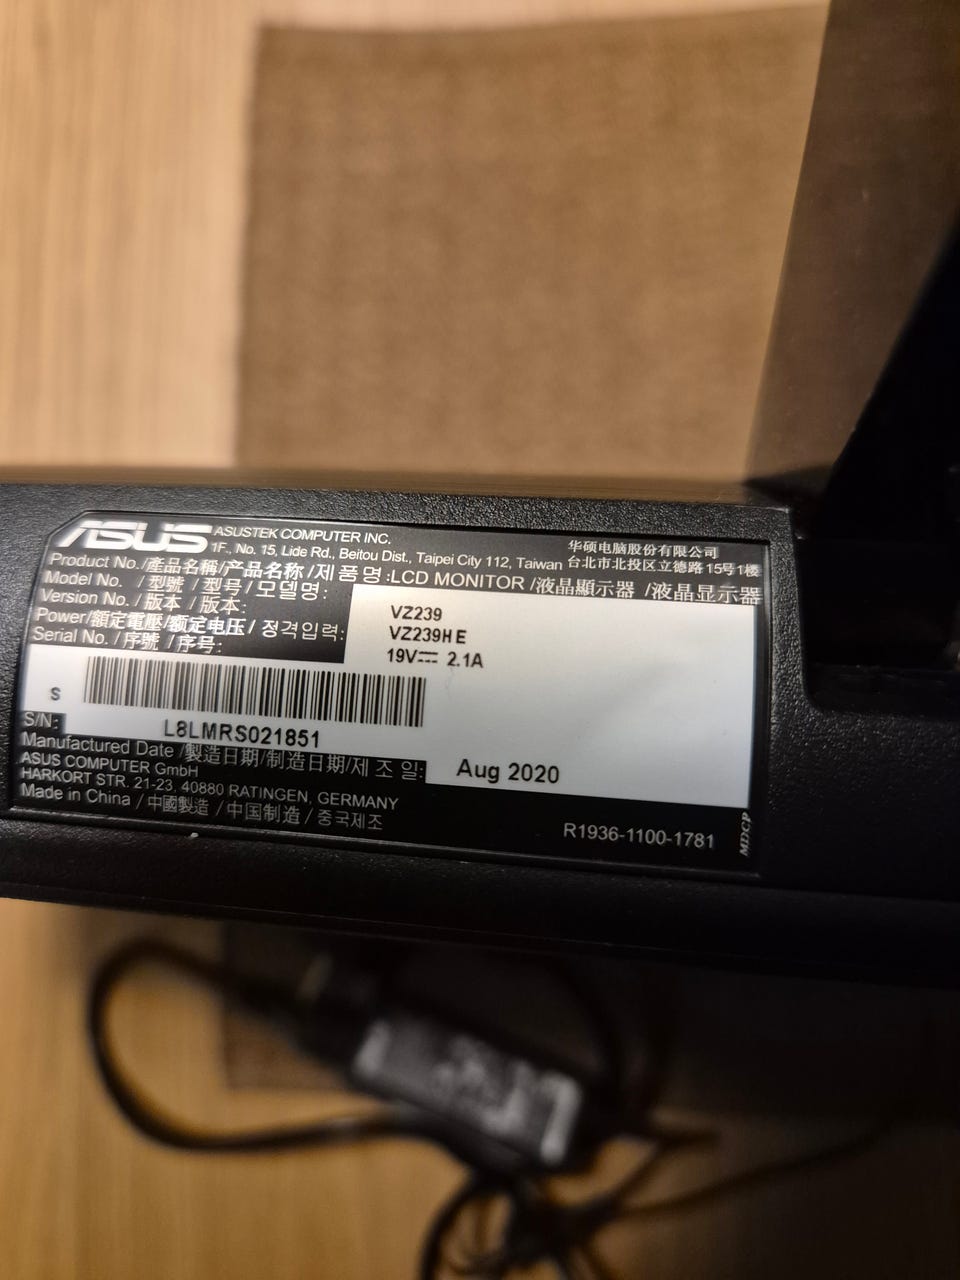 ASUS ASUSTEK COMPUTER INC. 华硕电脑股份有限公司
1F., No. 15, Lide Rd., Beitou Dist., Taipei City 112, Taiwan 台北市北投区立德路15号1楼
Product No./產品名稱/产品名称/제품명:LCD MONITOR /液晶顯示器 /液晶显示器
Model No. /型號 /型号/모델명: VZ239
Version No. /版本 /版本: VZ239HE
Power/額定電壓/额定电压/정격입력: 19V⎓ 2.1A
Serial No. /序號 /序号:
S
S/N: L8LMRS021851
Manufactured Date /製造日期/制造日期/제조일: Aug 2020
ASUS COMPUTER GmbH
HARKORT STR. 21-23, 40880 RATINGEN, GERMANY
Made in China /中國製造 /中国制造 /중국제조
R1936-1100-1781
MDCP